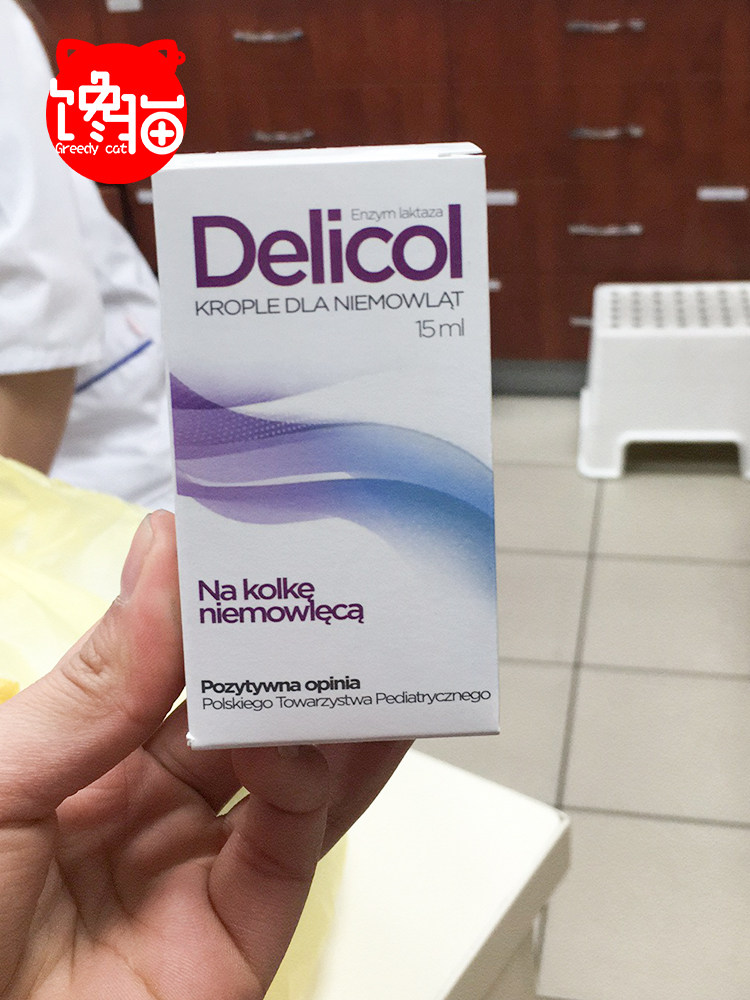 馋猫
Greedy cat
Enzym laktaza
Delicol
KROPLE DLA NIEMOWLĄT
15 ml
Na kolkę
niemowlęcą
Pozytywna opinia
Polskiego Towarzystwa Pediatrycznego